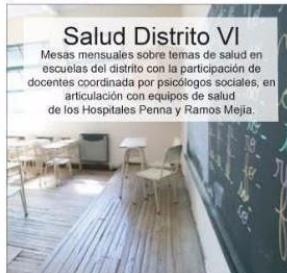 Salud Distrito VI
Mesas mensuales sobre temas de salud en
escuelas del distrito con la participación de
docentes coordinada por psicólogos sociales, en
articulación con equipos de salud
de los Hospitales Penna y Ramos Mejía.